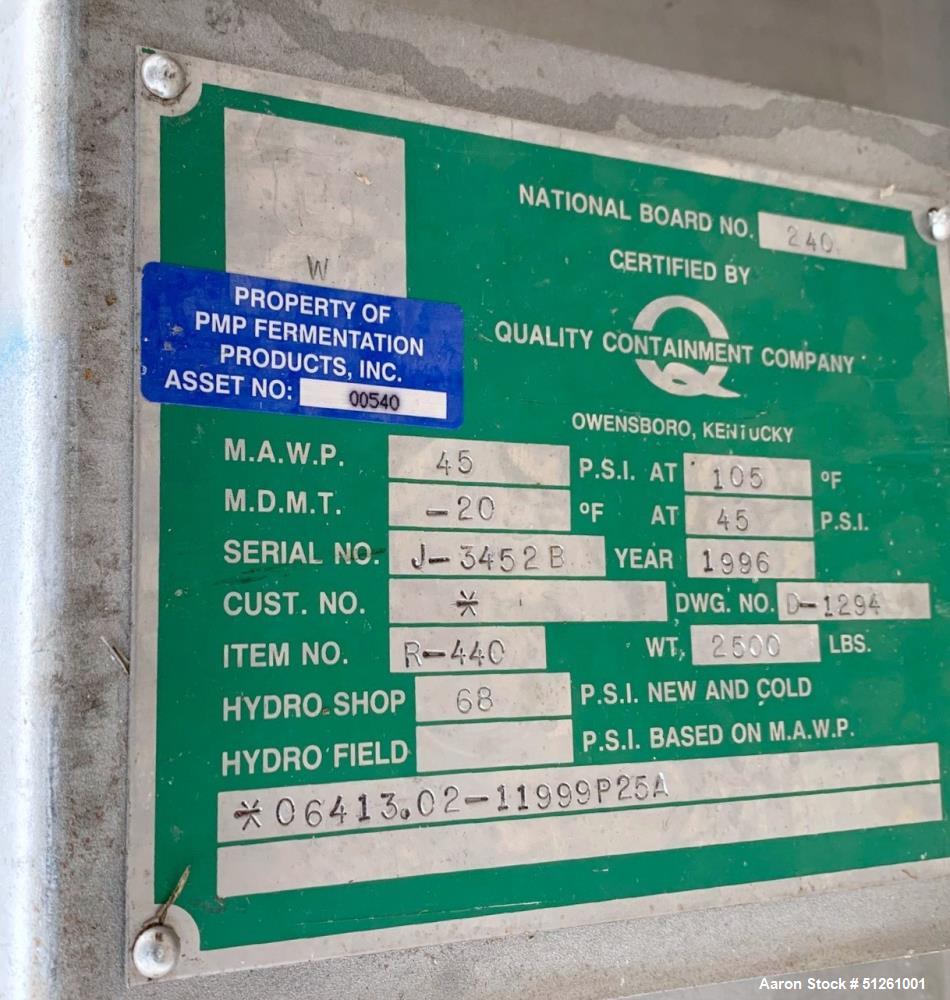 NATIONAL BOARD NO. 240
CERTIFIED BY
W
Q
QUALITY CONTAINMENT COMPANY
OWENSBORO, KENTUCKY
PROPERTY OF
PMP FERMENTATION
PRODUCTS, INC.
ASSET NO: 00540
M.A.W.P. 45 P.S.I. AT 105 °F
M.D.M.T. -20 °F AT 45 P.S.I.
SERIAL NO. J-3452B YEAR 1996
CUST. NO. * DWG. NO. D-1294
ITEM NO. R-440 WT. 2500 LBS.
HYDRO SHOP 68 P.S.I. NEW AND COLD
HYDRO FIELD P.S.I. BASED ON M.A.W.P.
*06413.02-11999P25A
Aaron Stock # 51261001